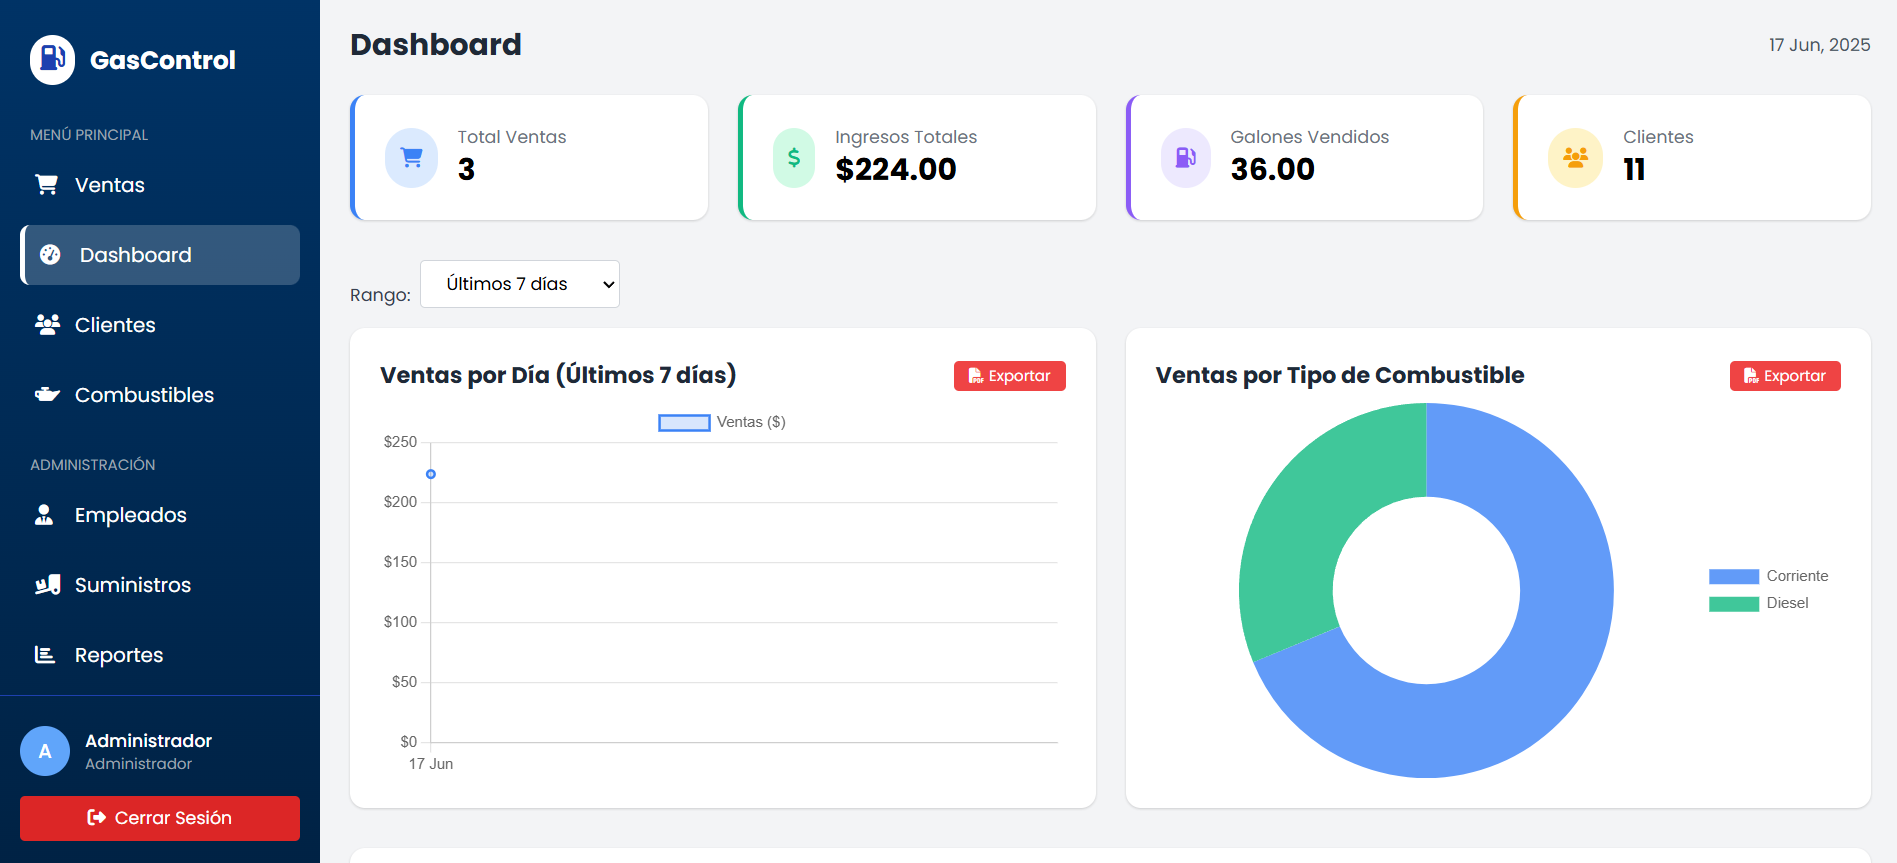 GasControl
MENÚ PRINCIPAL
Ventas
Dashboard
Clientes
Combustibles
ADMINISTRACIÓN
Empleados
Suministros
Reportes
A
Administrador
Administrador
Cerrar Sesión
Dashboard
17 Jun, 2025
Total Ventas
3
$
Ingresos Totales
$224.00
Galones Vendidos
36.00
Clientes
11
Rango:
Últimos 7 días
Ventas por Día (Últimos 7 días)
PDF
Exportar
Ventas ($)
$250
$200
$150
$100
$50
$0
17 Jun
Ventas por Tipo de Combustible
PDF
Exportar
Corriente
Diesel